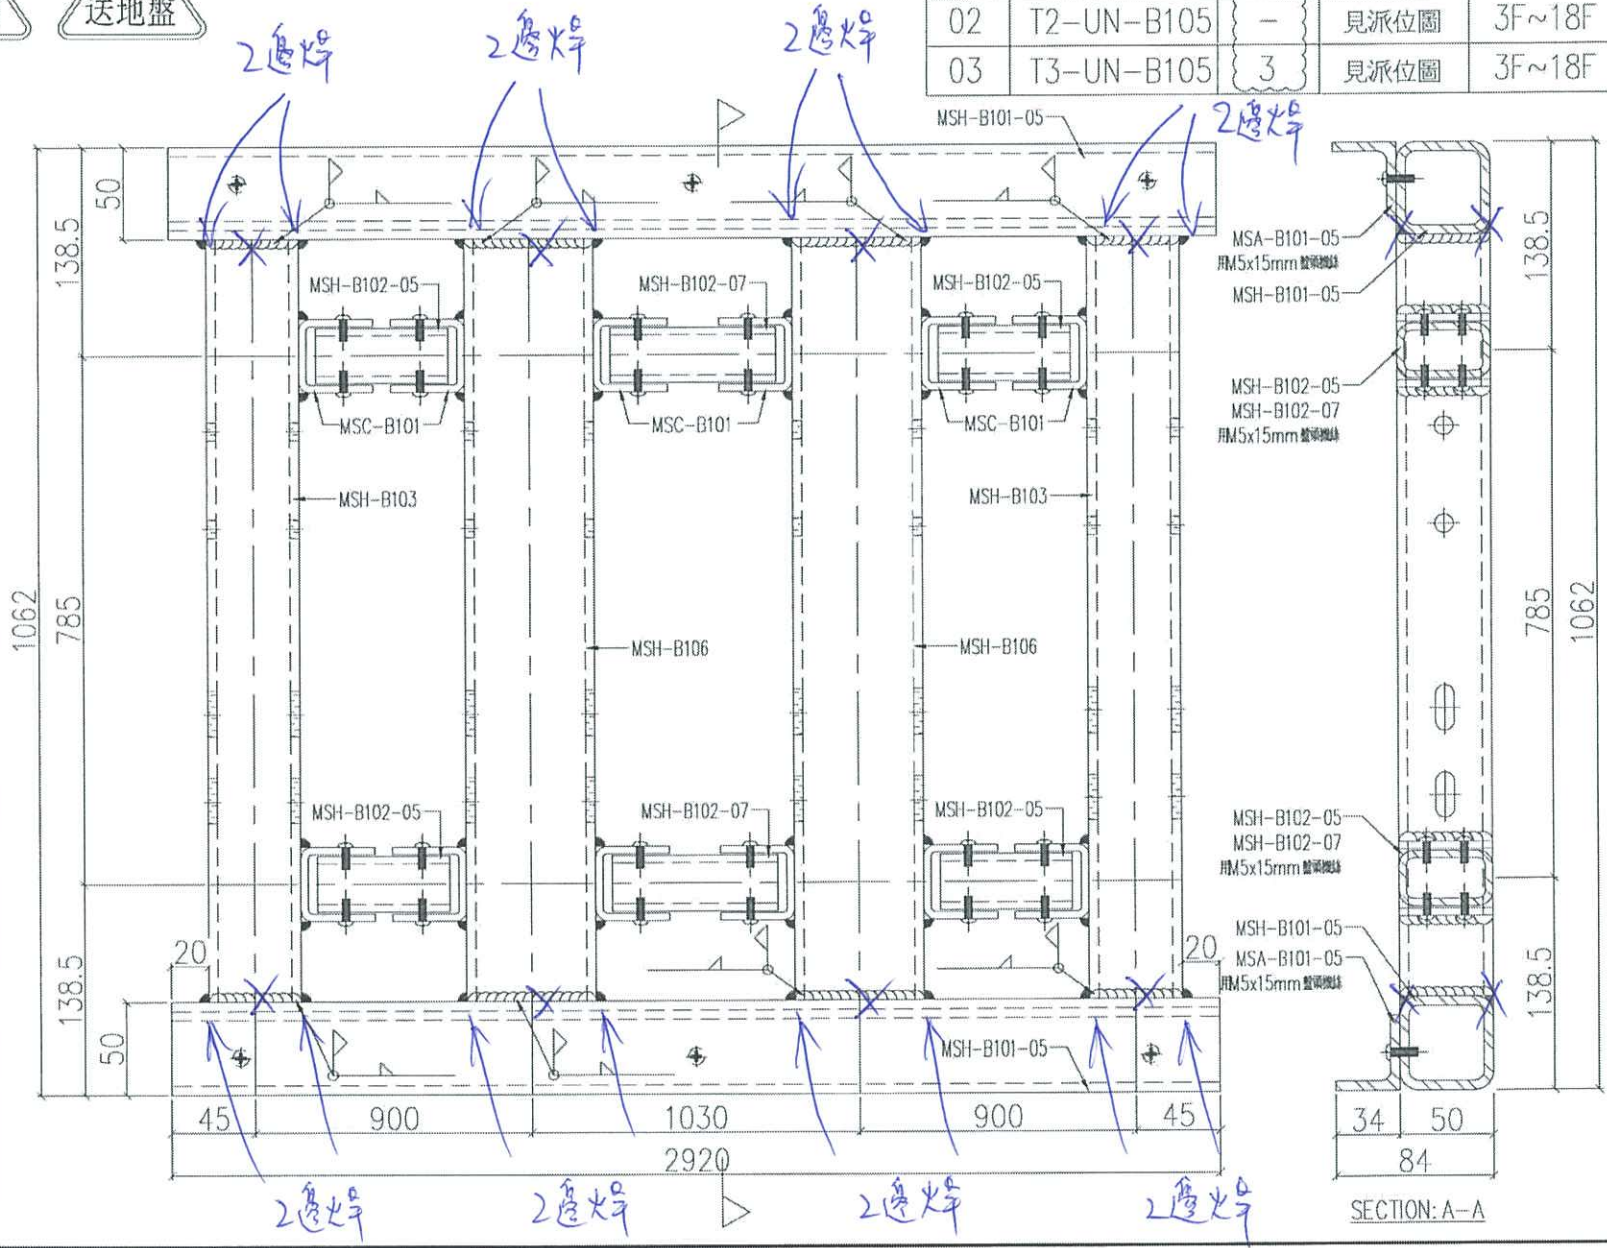 送地盤
02 T2-UN-B105 - 見派位圖 3F~18F
03 T3-UN-B105 3 見派位圖 3F~18F
2邊焊
2邊焊
2邊焊
2邊焊
MSH-B101-05
50
138.5
785
1062
138.5
50
MSH-B102-05
MSH-B102-07
MSH-B102-05
MSC-B101
MSC-B101
MSC-B101
MSH-B103
MSH-B103
MSH-B106
MSH-B106
MSH-B102-05
MSH-B102-07
MSH-B102-05
20
20
MSH-B101-05
45
900
1030
900
45
2920
2邊焊
2邊焊
2邊焊
2邊焊
MSA-B101-05
用M5x15mm
MSH-B101-05
MSH-B102-05
MSH-B102-07
用M5x15mm
MSH-B102-05
MSH-B102-07
用M5x15mm
MSH-B101-05
MSA-B101-05
用M5x15mm
138.5
785
1062
138.5
34
50
84
SECTION:A-A